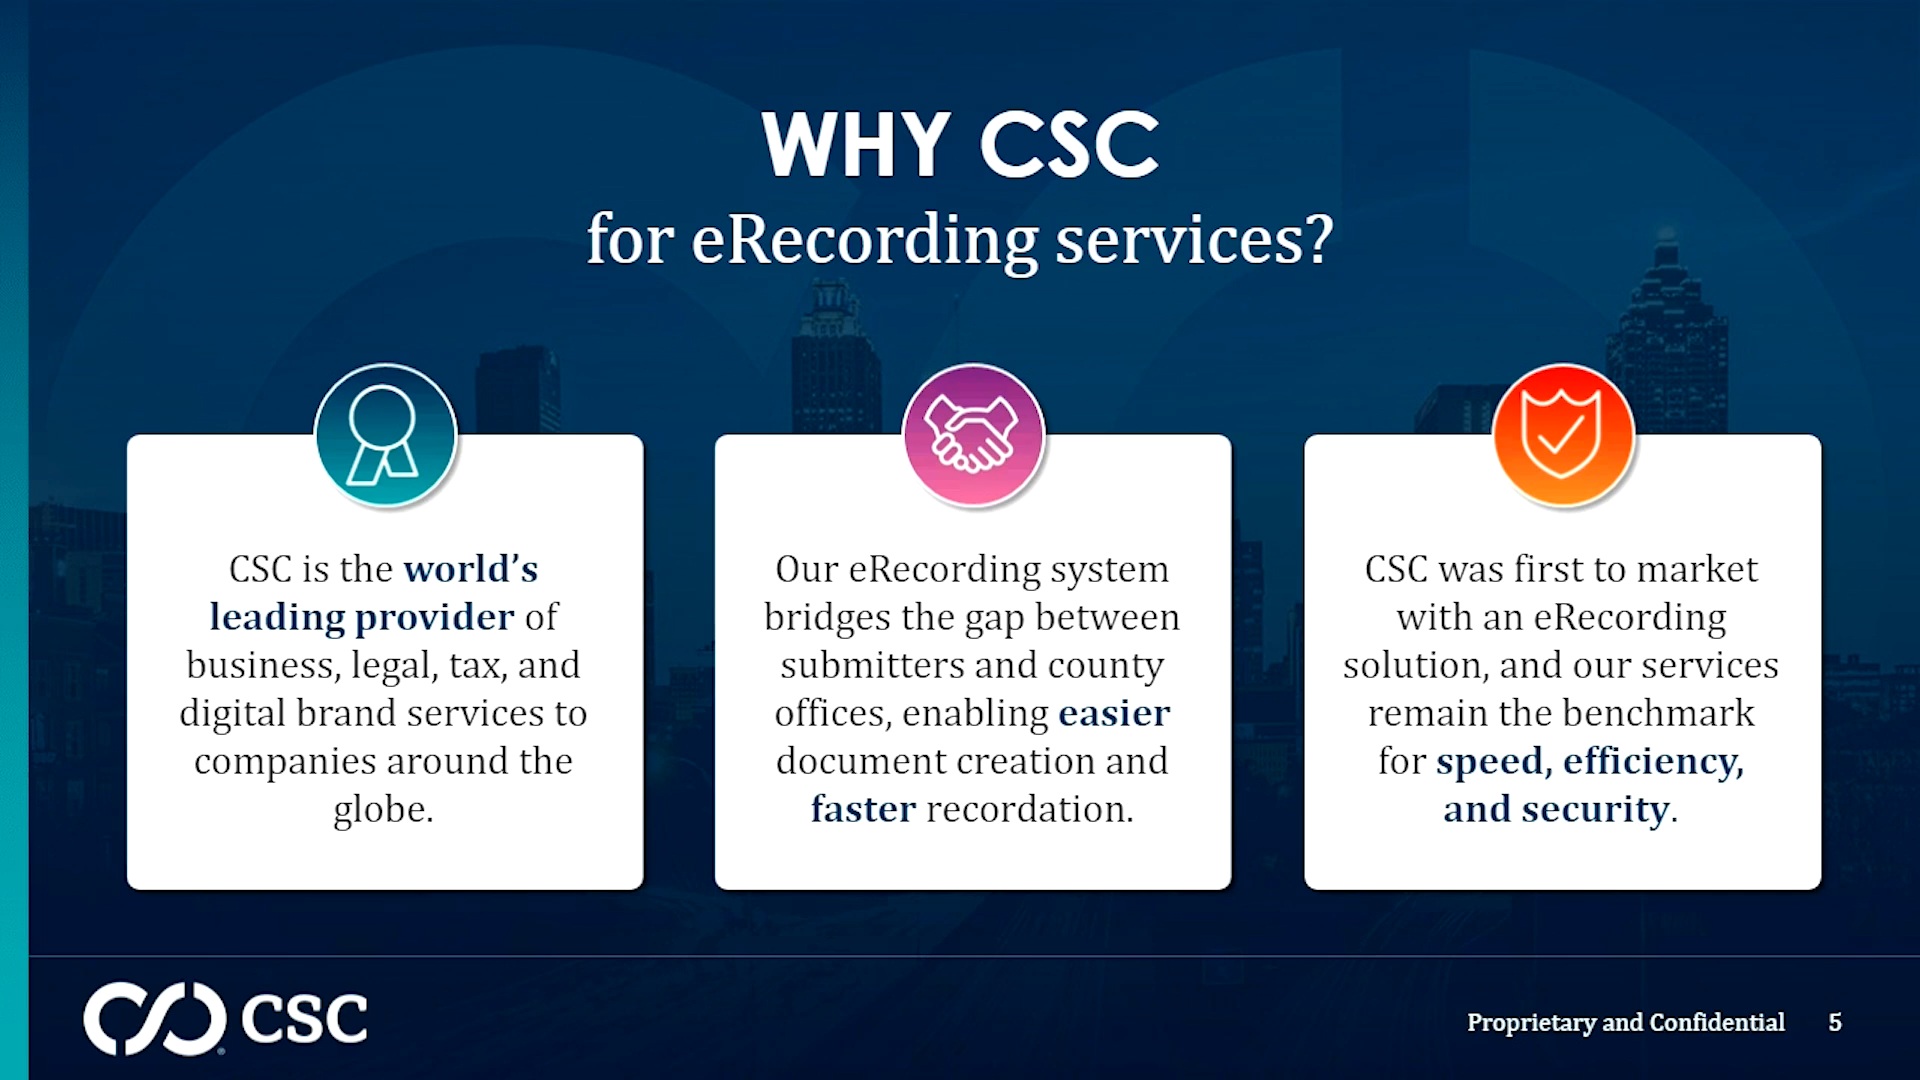 WHY CSC
for eRecording services?
CSC is the world’s
leading provider of
business, legal, tax, and
digital brand services to
companies around the
globe.
Our eRecording system
bridges the gap between
submitters and county
offices, enabling easier
document creation and
faster recordation.
CSC was first to market
with an eRecording
solution, and our services
remain the benchmark
for speed, efficiency,
and security.
CSC
Proprietary and Confidential 5